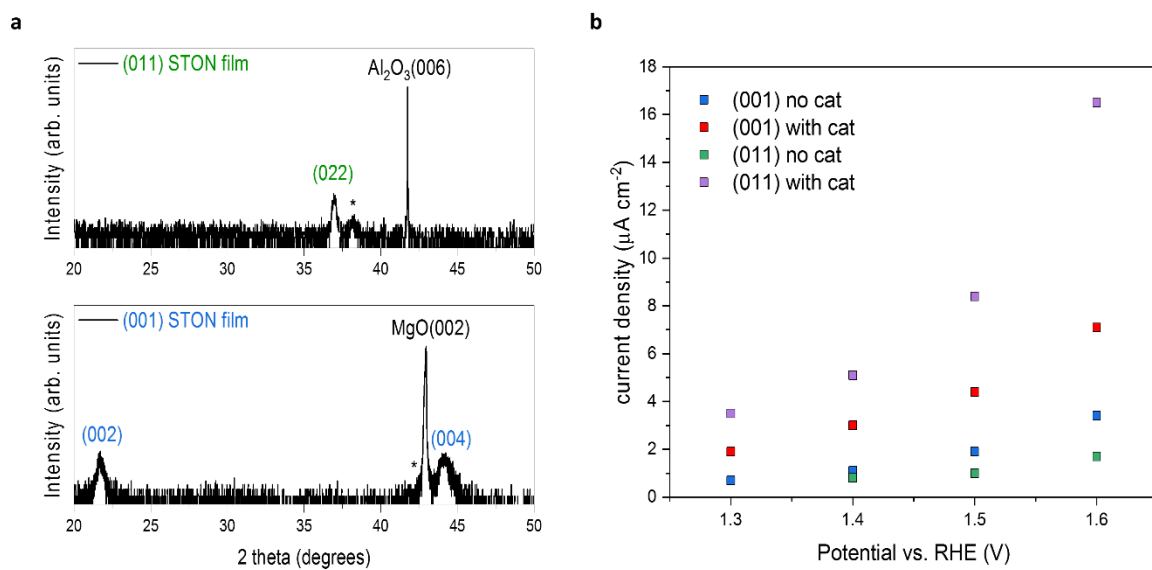 a
Intensity (arb. units)
(011) STON film
Al₂O₃(006)
(022)
*
20 25 30 35 40 45 50
Intensity (arb. units)
(001) STON film
MgO(002)
(002)
*
(004)
20 25 30 35 40 45 50
2 theta (degrees)
b
current density (μA cm⁻²)
18
16
14
12
10
8
6
4
2
0
(001) no cat
(001) with cat
(011) no cat
(011) with cat
1.3 1.4 1.5 1.6
Potential vs. RHE (V)